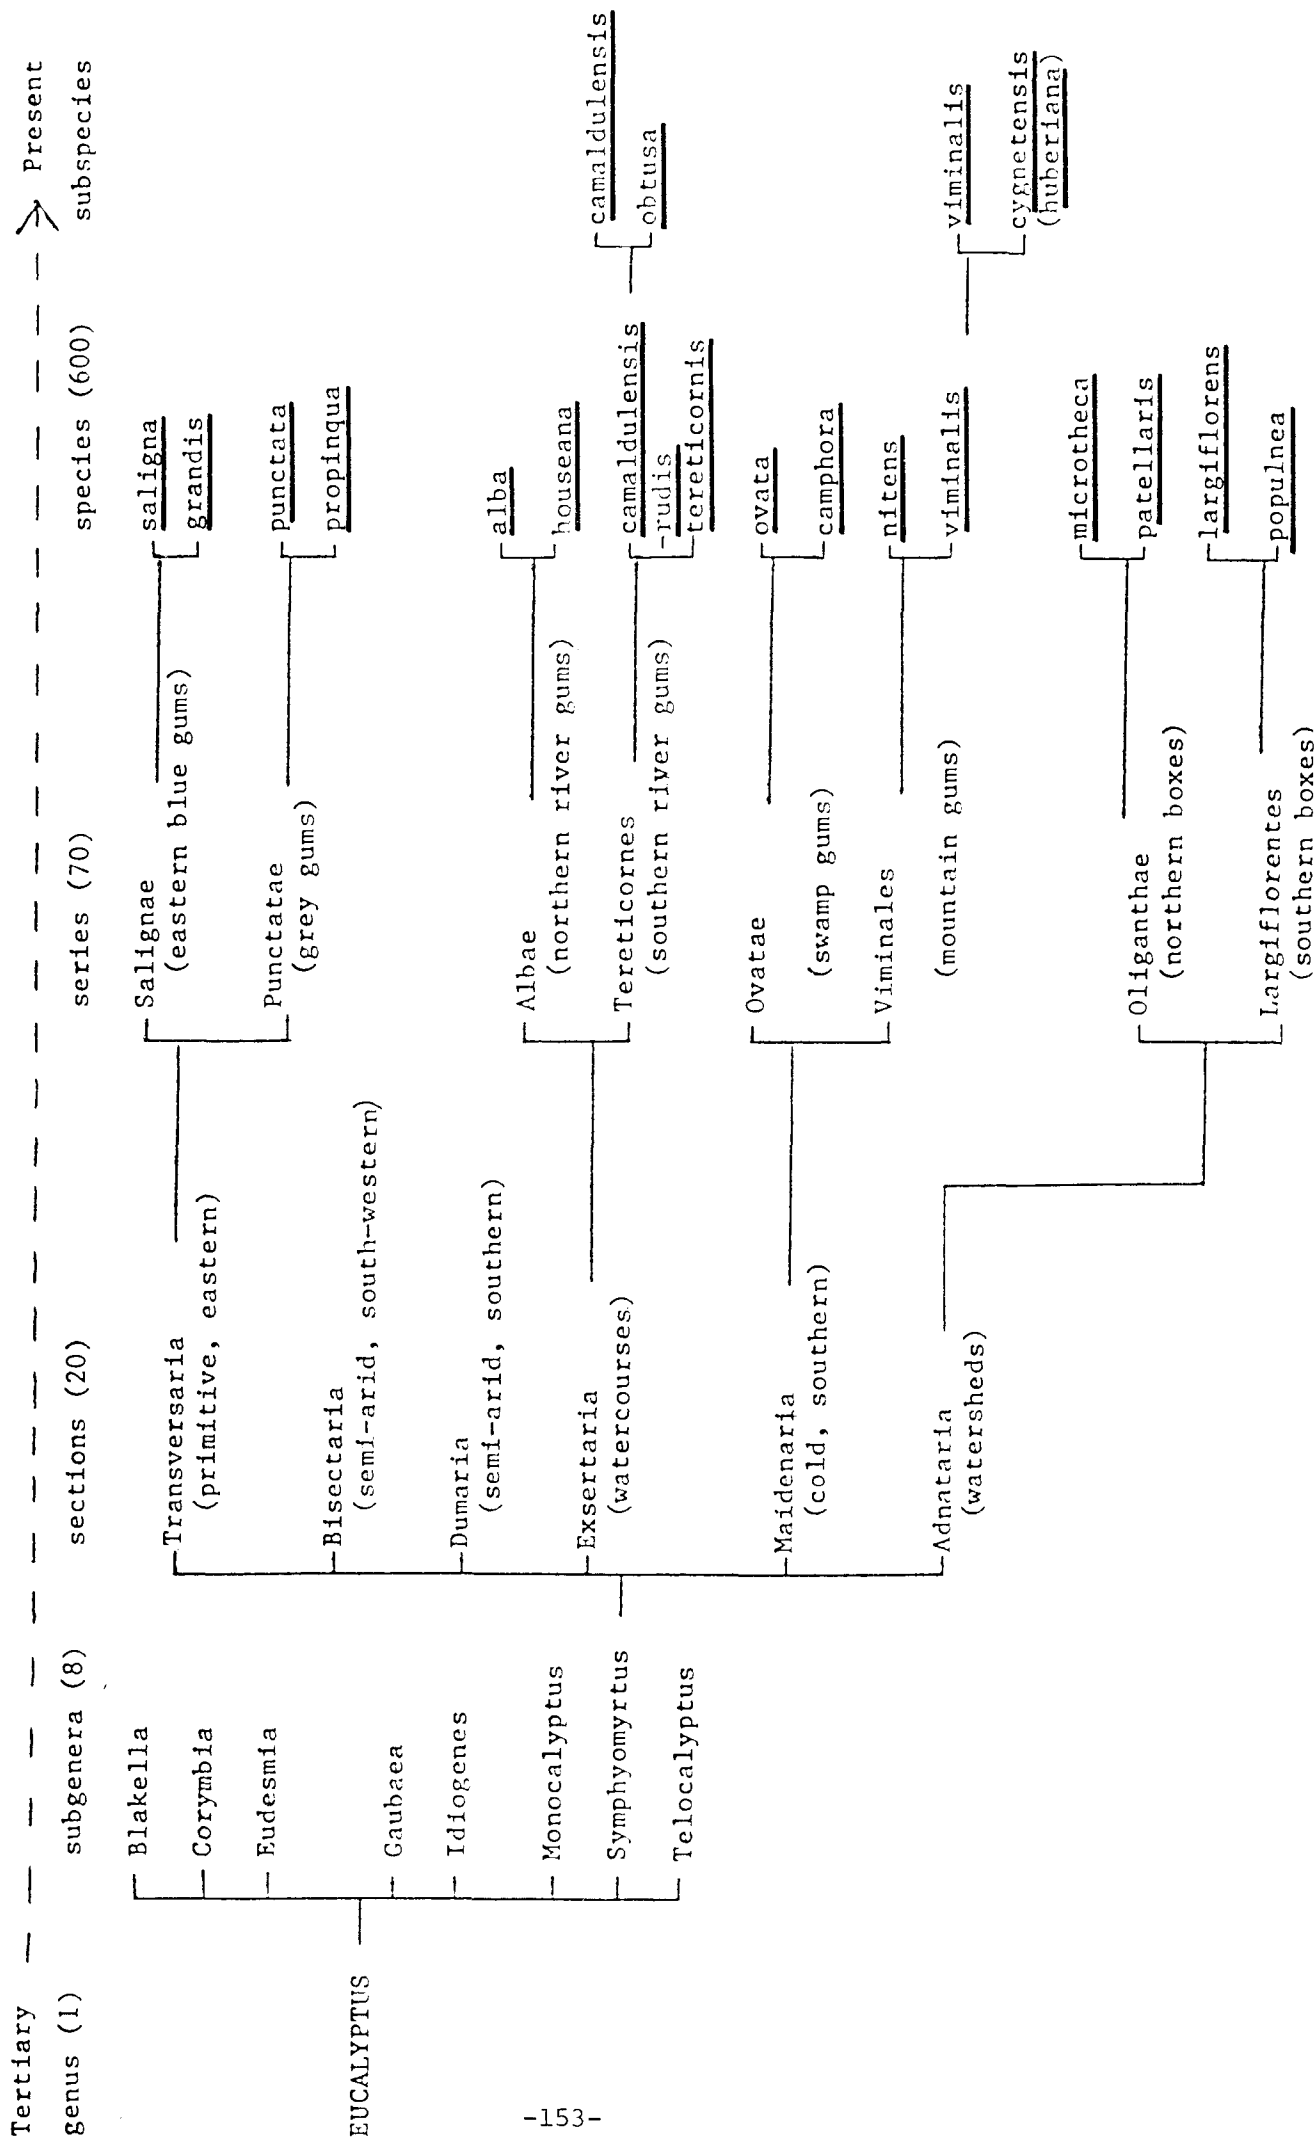 Tertiary — — — — — — — — — — > Present
genus (1) subgenera (8) sections (20) series (70) species (600) subspecies
EUCALYPTUS
Blakella
Corymbia
Eudesmia
Gaubaea
Idiogenes
Monocalyptus
Symphyomyrtus
Telocalyptus
Transversaria
(primitive, eastern)
Bisectaria
(semi-arid, south-western)
Dumaria
(semi-arid, southern)
Exsertaria
(watercourses)
Maidenaria
(cold, southern)
Adnataria
(watersheds)
Salignae
(eastern blue gums)
Punctatae
(grey gums)
Albae
(northern river gums)
Tereticornes
(southern river gums)
Ovatae
(swamp gums)
Viminales
(mountain gums)
Oliganthae
(northern boxes)
Largiflorentes
(southern boxes)
saligna
grandis
punctata
propinqua
alba
houseana
camaldulensis
rudis
tereticornis
ovata
camphora
nitens
viminalis
microtheca
patellaris
largiflorens
populnea
camaldulensis
obtusa
viminalis
cygnetensis
(huberiana)
-153-